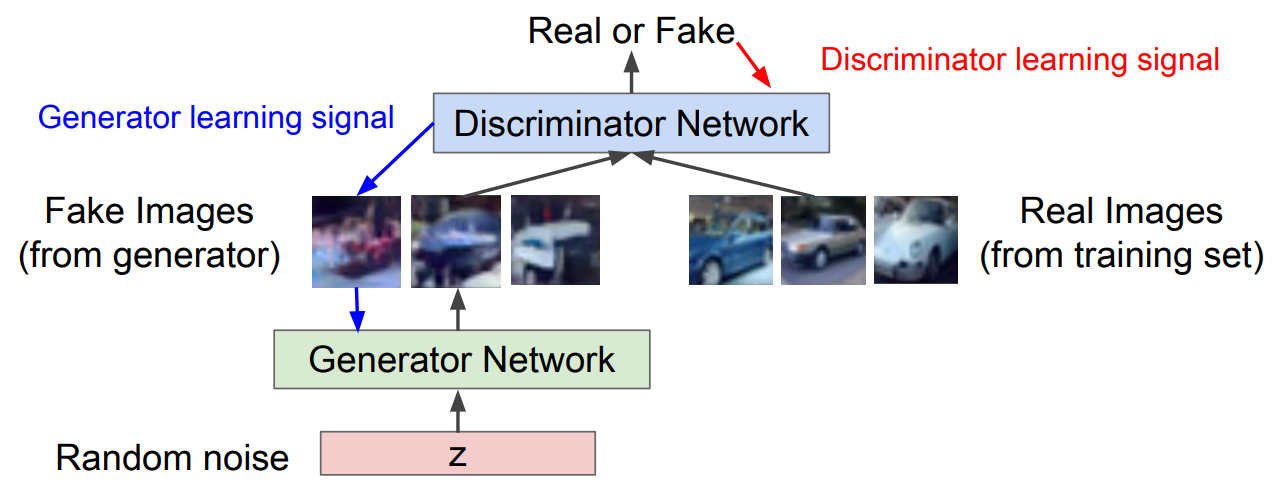 Real or Fake
Discriminator learning signal
Generator learning signal
Discriminator Network
Fake Images
(from generator)
Real Images
(from training set)
Generator Network
Random noise
z